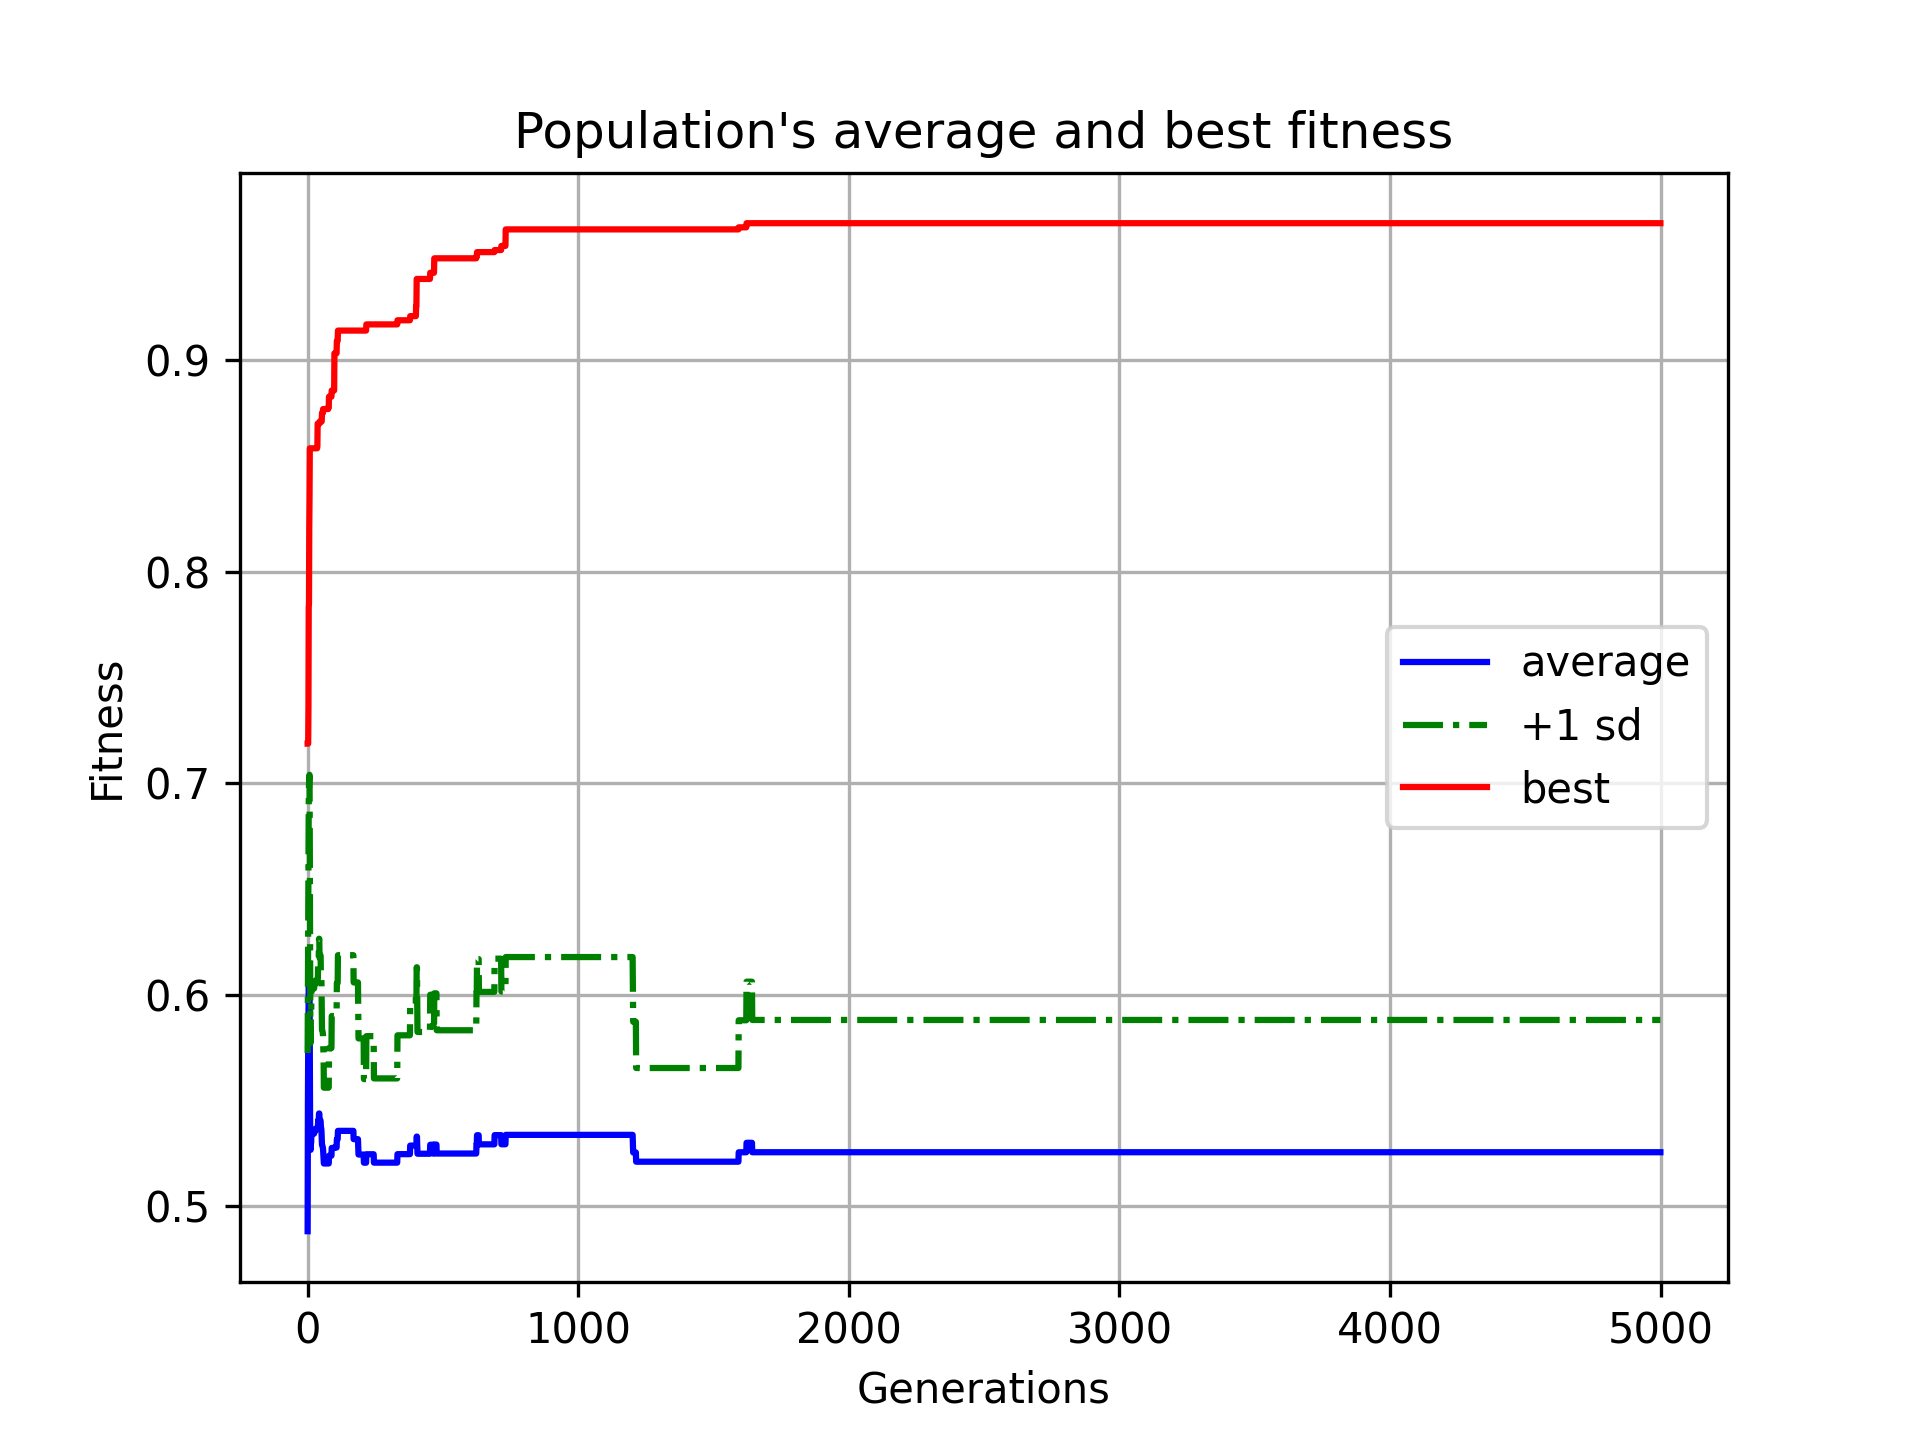 Population's average and best fitness
Fitness
0.9
0.8
0.7
0.6
0.5
average
+1 sd
best
0 1000 2000 3000 4000 5000
Generations